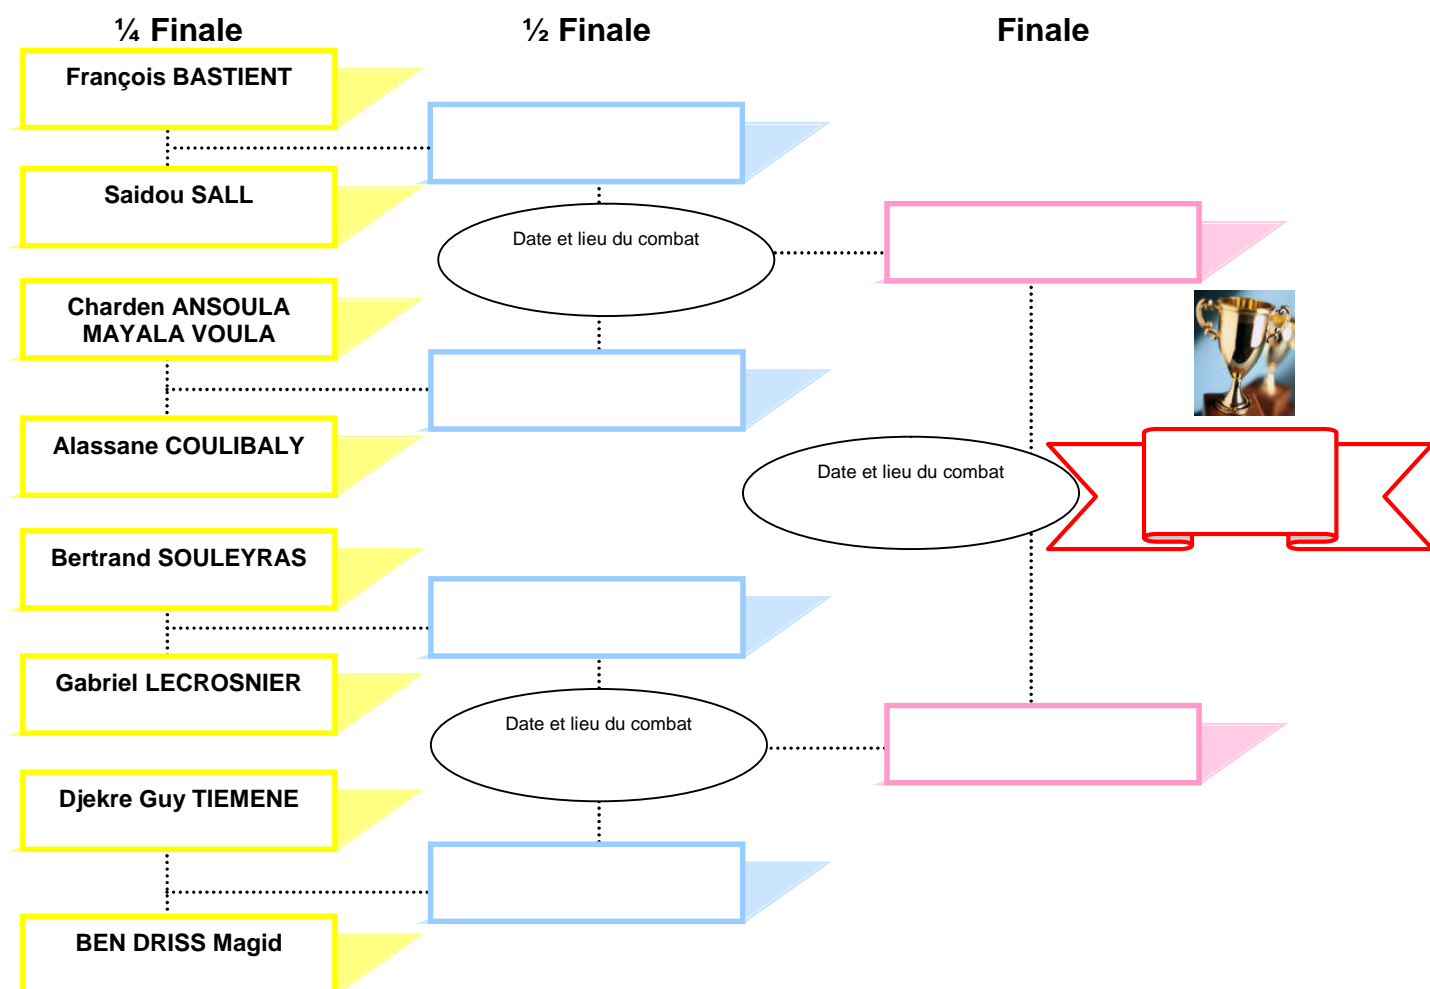 ¼ Finale
½ Finale
Finale
François BASTIENT
Saidou SALL
Date et lieu du combat
Charden ANSOULA
MAYALA VOULA
Alassane COULIBALY
Date et lieu du combat
Bertrand SOULEYRAS
Gabriel LECROSNIER
Date et lieu du combat
Djekre Guy TIEMENE
BEN DRISS Magid